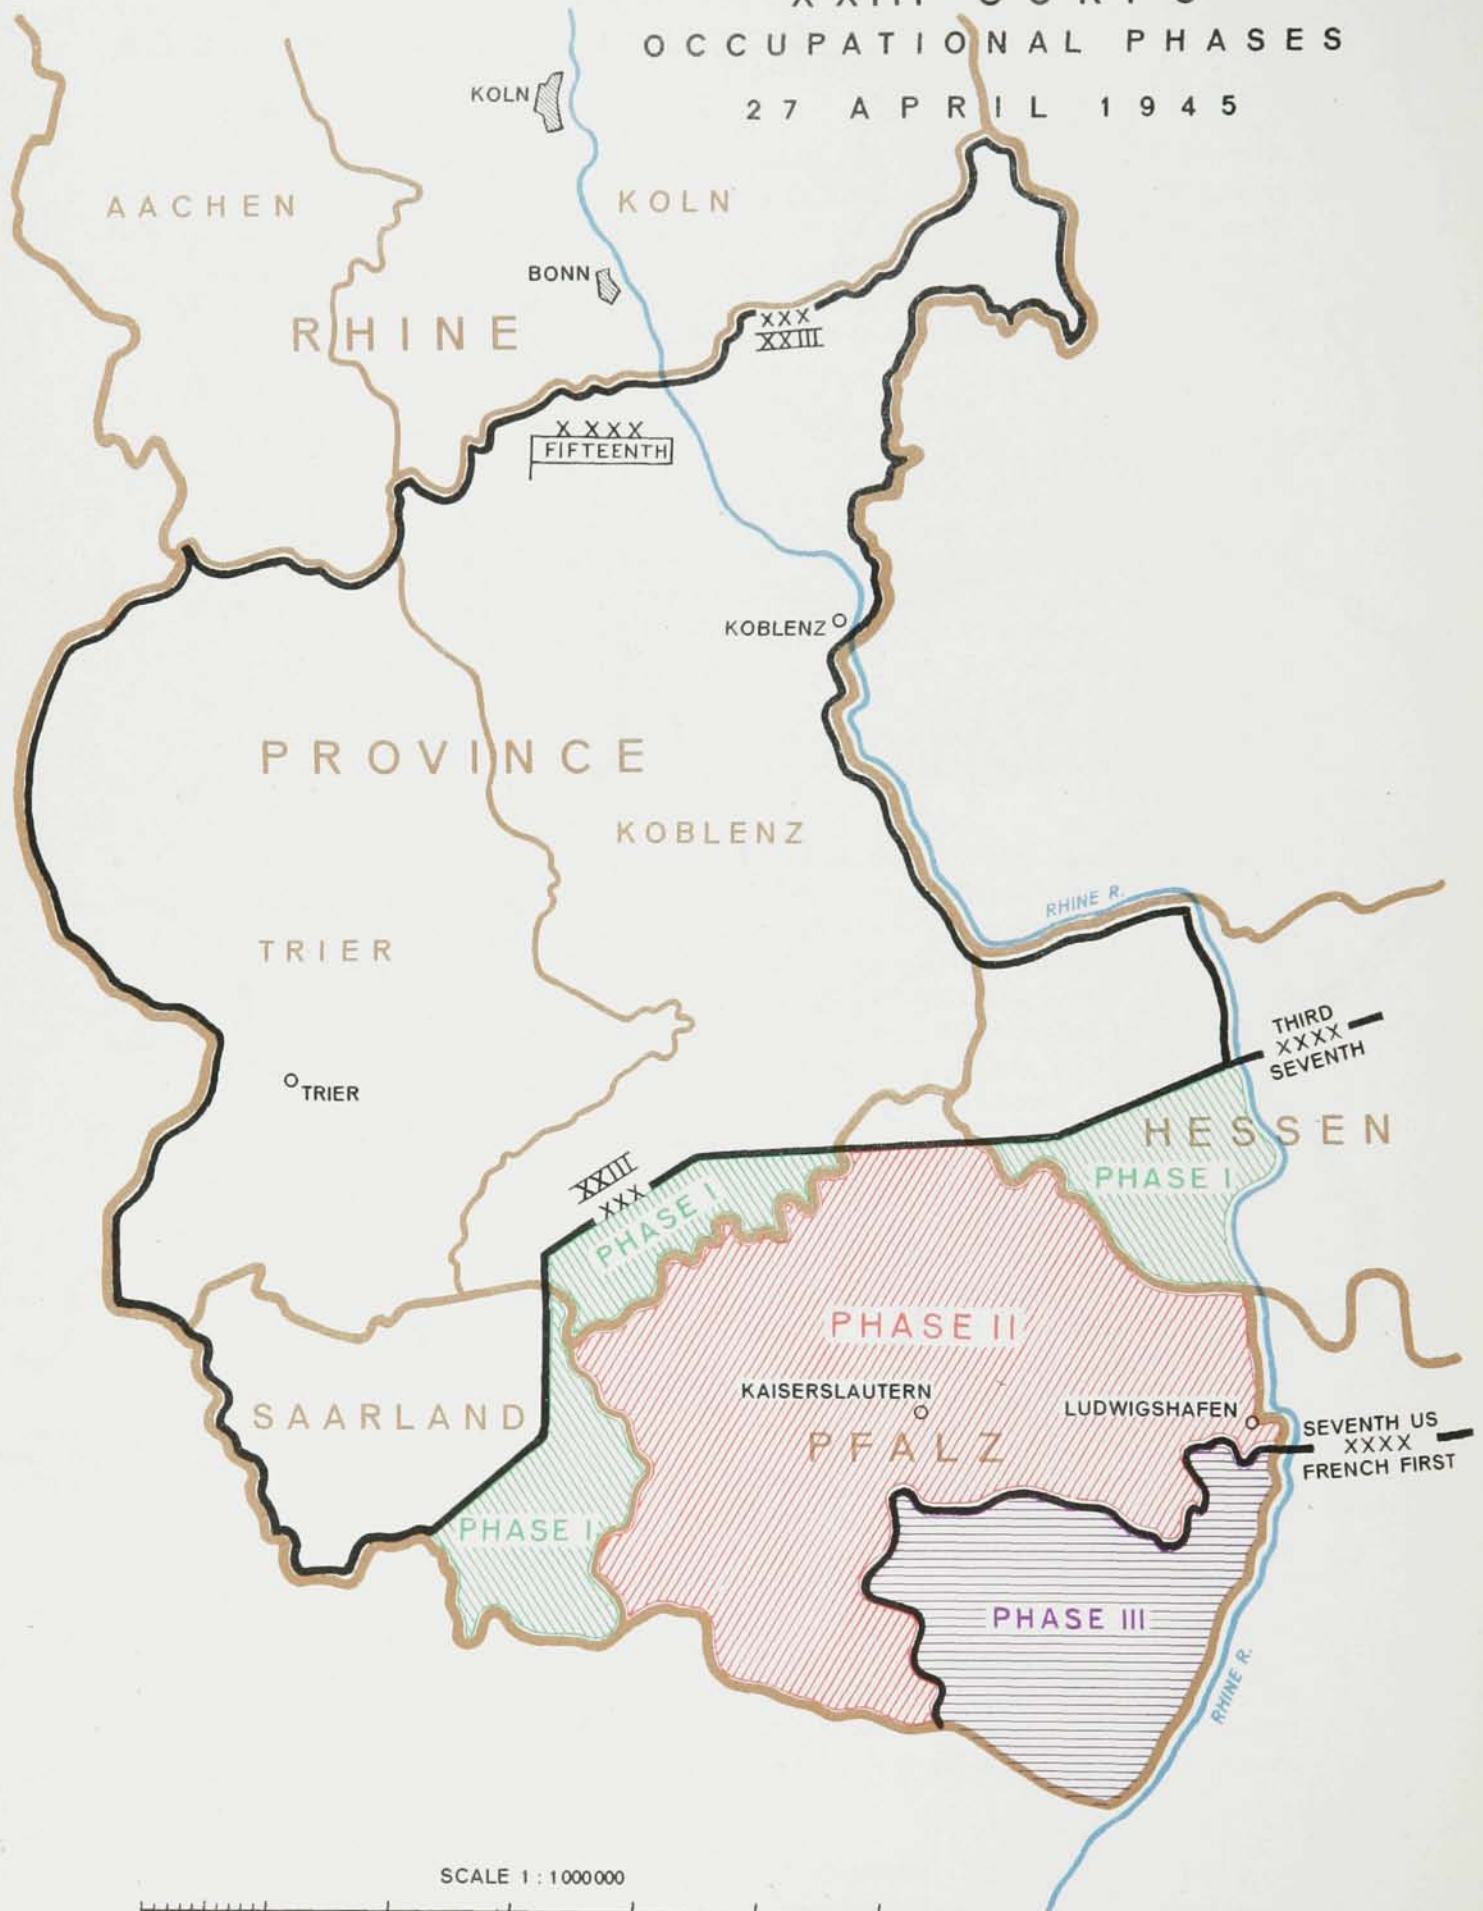 OCCUPATIONAL PHASES
27 APRIL 1945
KOLN
AACHEN
KOLN
BONN
RHINE
XXX
XXIII
XXXX
FIFTEENTH
KOBLENZ
PROVINCE
KOBLENZ
RHINE R.
TRIER
THIRD
XXXX
SEVENTH
TRIER
HESSEN
XXIII
XXX
PHASE I
PHASE I
PHASE II
KAISERSLAUTERN
LUDWIGSHAFEN
SAARLAND
PFALZ
SEVENTH US
XXXX
FRENCH FIRST
PHASE I
PHASE III
RHINE R.
SCALE 1 : 1000000